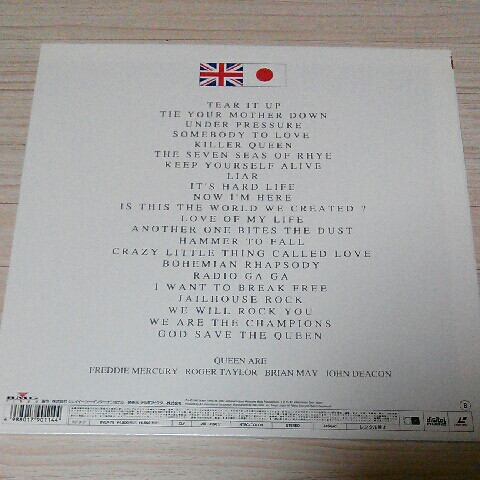 TEAR IT UP
TIE YOUR MOTHER DOWN
UNDER PRESSURE
SOMEBODY TO LOVE
KILLER QUEEN
THE SEVEN SEAS OF RHYE
KEEP YOURSELF ALIVE
LIAR
IT'S HARD LIFE
NOW I'M HERE
IS THIS THE WORLD WE CREATED ?
LOVE OF MY LIFE
ANOTHER ONE BITES THE DUST
HAMMER TO FALL
CRAZY LITTLE THING CALLED LOVE
BOHEMIAN RHAPSODY
RADIO GA GA
I WANT TO BREAK FREE
JAILHOUSE ROCK
WE WILL ROCK YOU
WE ARE THE CHAMPIONS
GOD SAVE THE QUEEN
QUEEN ARE
FREDDIE MERCURY ROGER TAYLOR BRIAN MAY JOHN DEACON
BMG
4 988017 901144
STEREO